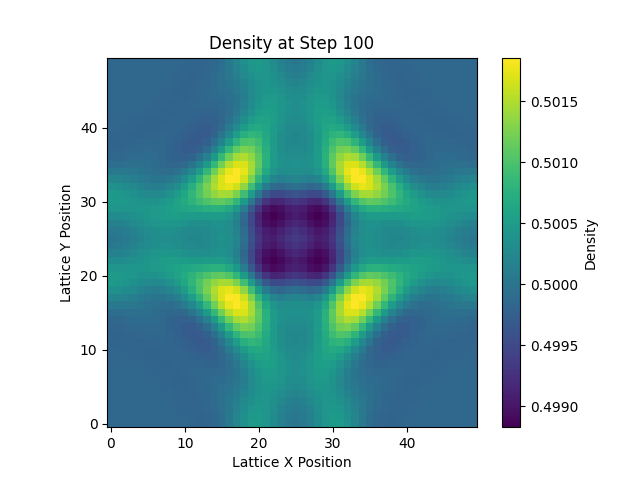 Density at Step 100
Lattice Y Position
40
30
20
10
0
0 10 20 30 40
Lattice X Position
0.5015
0.5010
0.5005
0.5000
0.4995
0.4990
Density